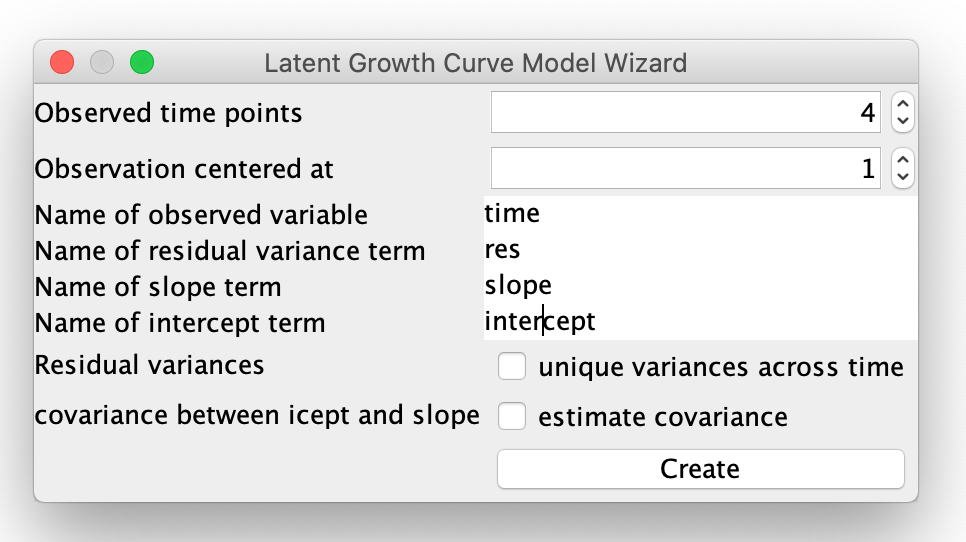 Latent Growth Curve Model Wizard
Observed time points 4
Observation centered at 1
Name of observed variable time
Name of residual variance term res
Name of slope term slope
Name of intercept term intercept
Residual variances unique variances across time
covariance between icept and slope estimate covariance
Create